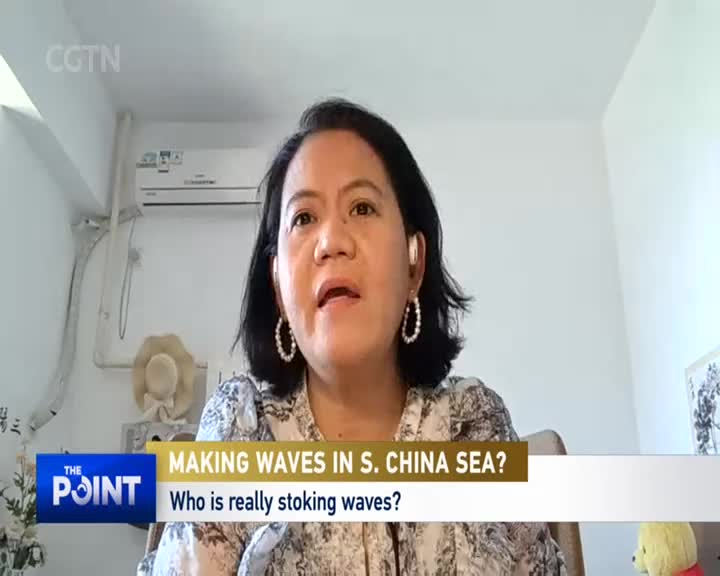 CGTN
MAKING WAVES IN S. CHINA SEA?
THE
POINT
Who is really stoking waves?